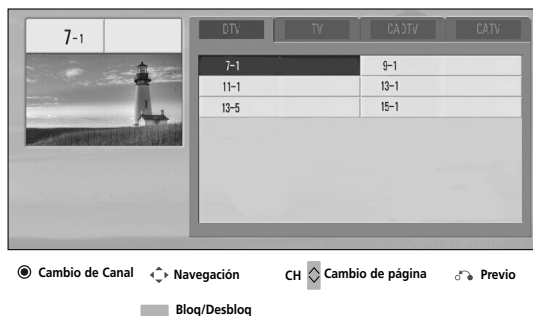 7-1
DTV TV CADTV CATV
7-1 9-1
11-1 13-1
13-5 15-1
Cambio de Canal Navegación CH Cambio de página Previo
Bloq/Desbloq